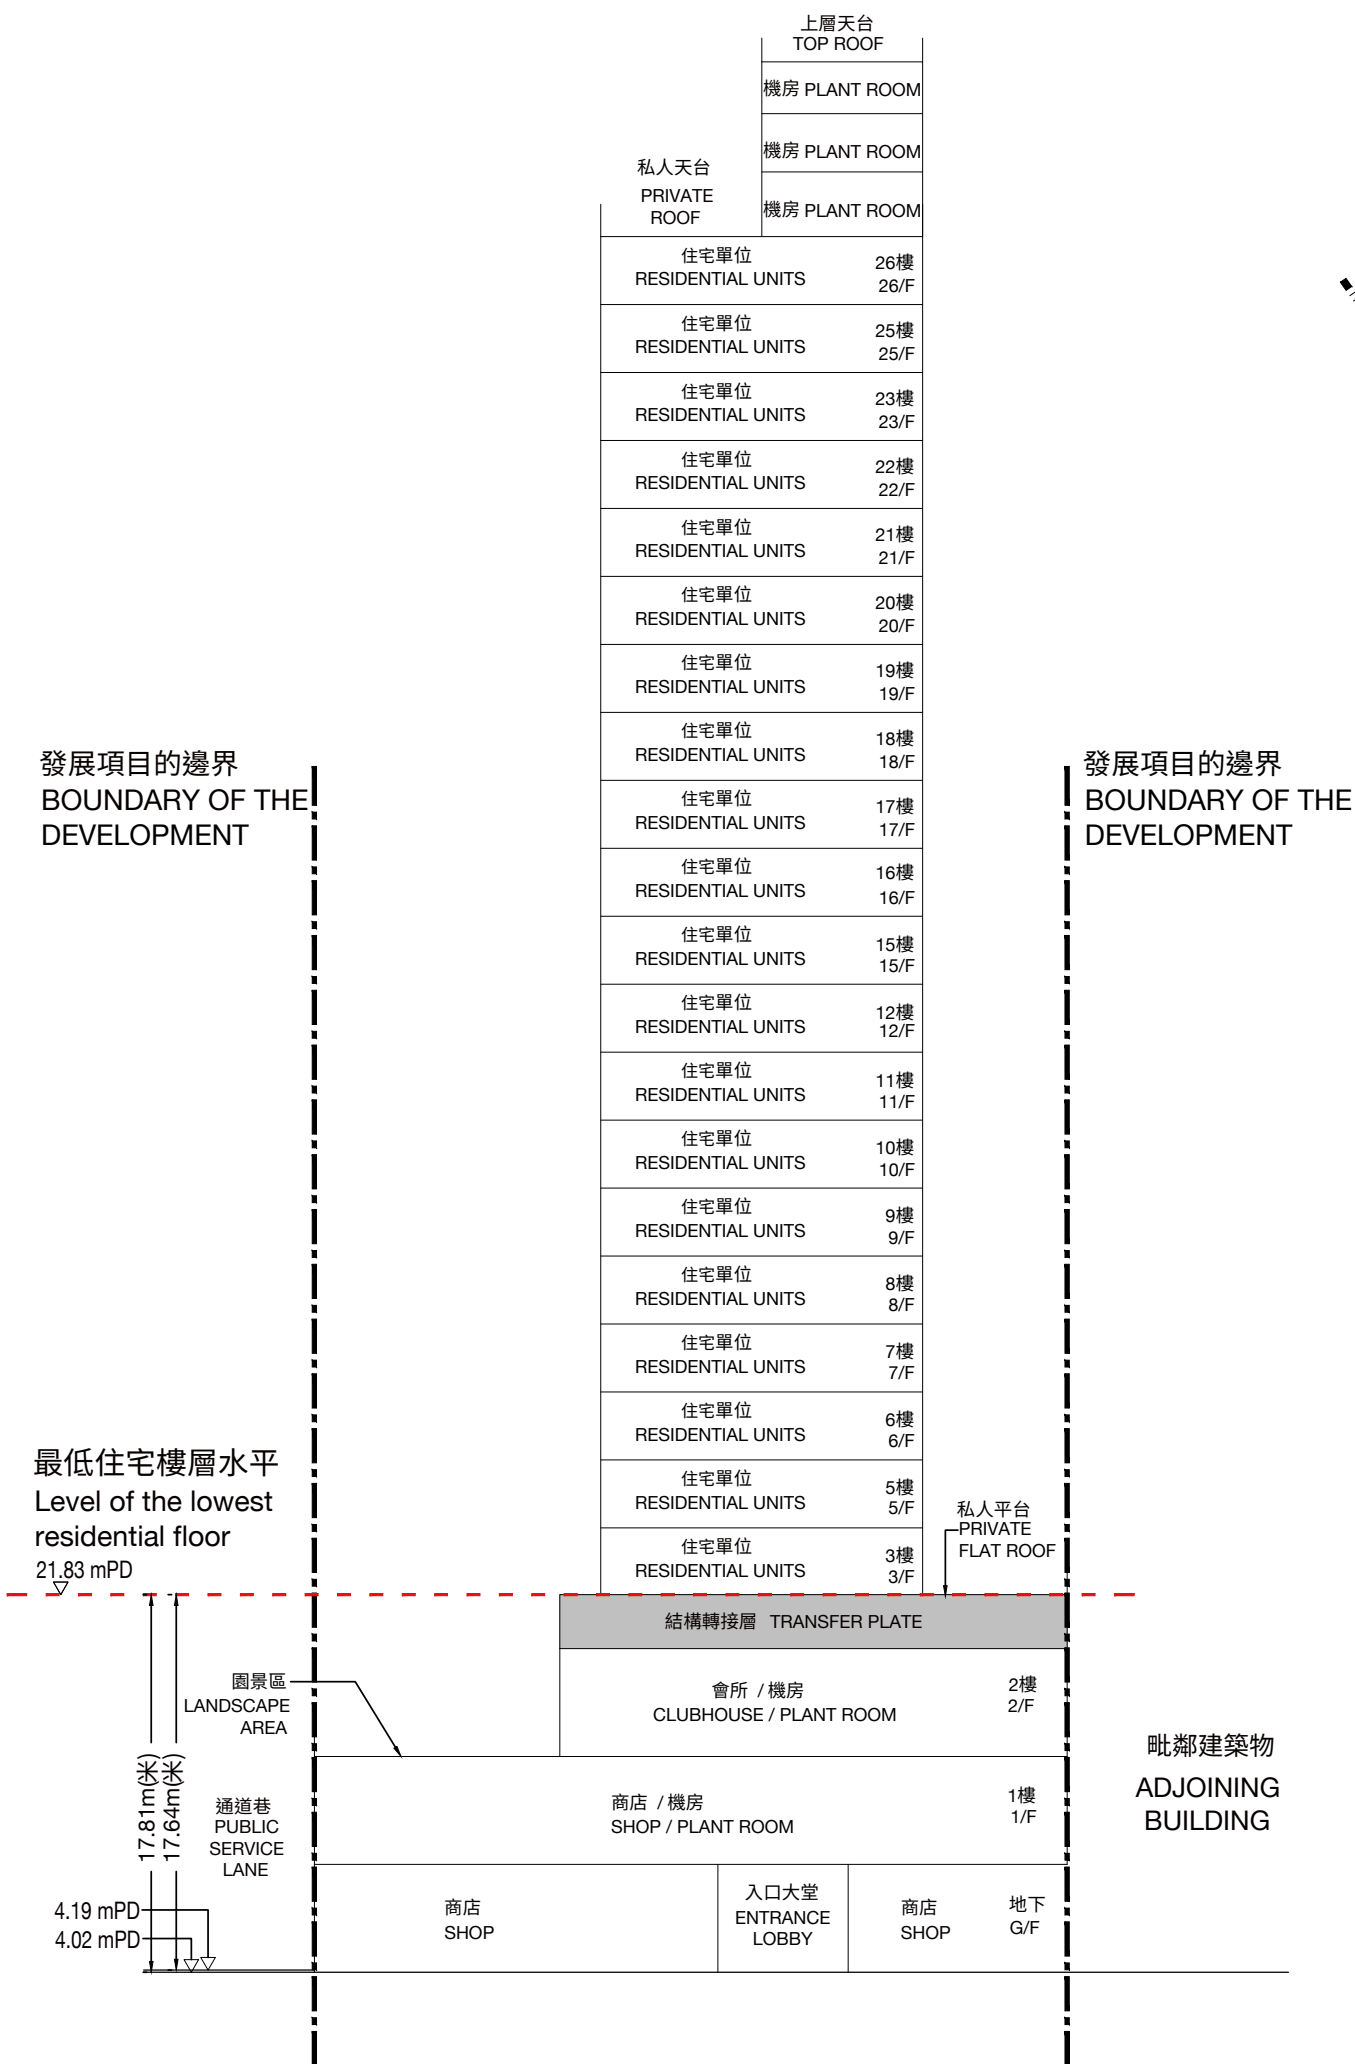 上層天台
TOP ROOF
機房 PLANT ROOM
機房 PLANT ROOM
私人天台
PRIVATE
ROOF
機房 PLANT ROOM
住宅單位
RESIDENTIAL UNITS
26樓
26/F
住宅單位
RESIDENTIAL UNITS
25樓
25/F
住宅單位
RESIDENTIAL UNITS
23樓
23/F
住宅單位
RESIDENTIAL UNITS
22樓
22/F
住宅單位
RESIDENTIAL UNITS
21樓
21/F
住宅單位
RESIDENTIAL UNITS
20樓
20/F
住宅單位
RESIDENTIAL UNITS
19樓
19/F
住宅單位
RESIDENTIAL UNITS
18樓
18/F
發展項目的邊界
BOUNDARY OF THE
DEVELOPMENT
發展項目的邊界
BOUNDARY OF THE
DEVELOPMENT
住宅單位
RESIDENTIAL UNITS
17樓
17/F
住宅單位
RESIDENTIAL UNITS
16樓
16/F
住宅單位
RESIDENTIAL UNITS
15樓
15/F
住宅單位
RESIDENTIAL UNITS
12樓
12/F
住宅單位
RESIDENTIAL UNITS
11樓
11/F
住宅單位
RESIDENTIAL UNITS
10樓
10/F
住宅單位
RESIDENTIAL UNITS
9樓
9/F
住宅單位
RESIDENTIAL UNITS
8樓
8/F
住宅單位
RESIDENTIAL UNITS
7樓
7/F
住宅單位
RESIDENTIAL UNITS
6樓
6/F
住宅單位
RESIDENTIAL UNITS
5樓
5/F
住宅單位
RESIDENTIAL UNITS
3樓
3/F
最低住宅樓層水平
Level of the lowest
residential floor
21.83 mPD
私人平台
PRIVATE
FLAT ROOF
結構轉接層 TRANSFER PLATE
園景區
LANDSCAPE
AREA
會所 / 機房
CLUBHOUSE / PLANT ROOM
2樓
2/F
17.81m(米)
17.64m(米)
通道巷
PUBLIC
SERVICE
LANE
商店 / 機房
SHOP / PLANT ROOM
1樓
1/F
毗鄰建築物
ADJOINING
BUILDING
4.19 mPD
4.02 mPD
商店
SHOP
入口大堂
ENTRANCE
LOBBY
商店
SHOP
地下
G/F